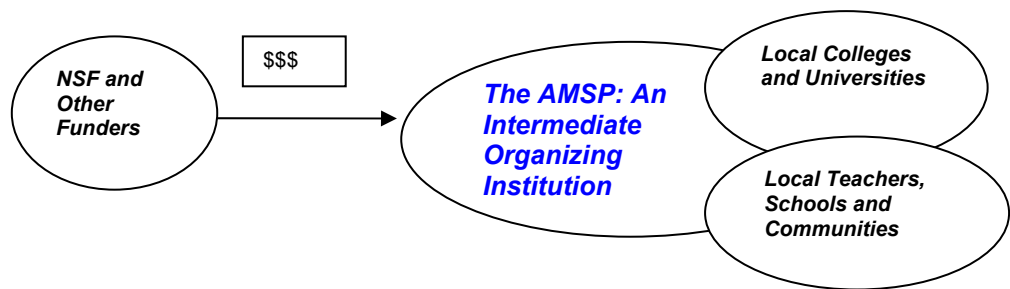 NSF and
Other
Funders
$$$
The AMSP: An
Intermediate
Organizing
Institution
Local Colleges
and Universities
Local Teachers,
Schools and
Communities